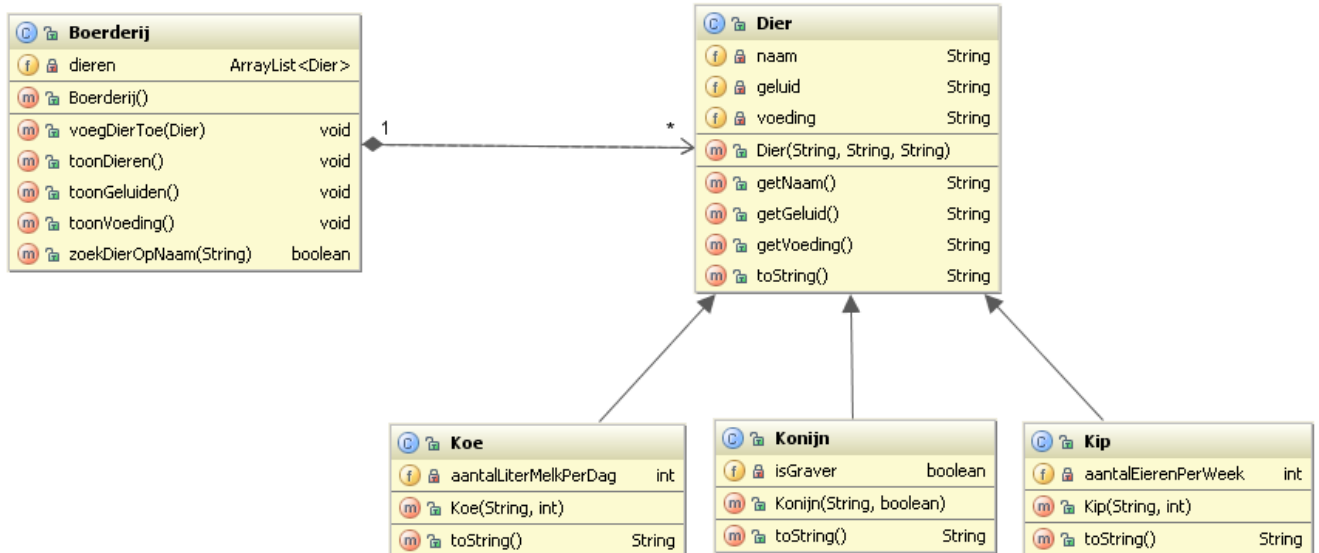 Boerderij
dieren ArrayList<Dier>
Boerderij()
voegDierToe(Dier) void
toonDieren() void
toonGeluiden() void
toonVoeding() void
zoekDierOpNaam(String) boolean
1 *
Dier
naam String
geluid String
voeding String
Dier(String, String, String)
getNaam() String
getGeluid() String
getVoeding() String
toString() String
Koe
aantalLiterMelkPerDag int
Koe(String, int)
toString() String
Konijn
isGraver boolean
Konijn(String, boolean)
toString() String
Kip
aantalEierenPerWeek int
Kip(String, int)
toString() String